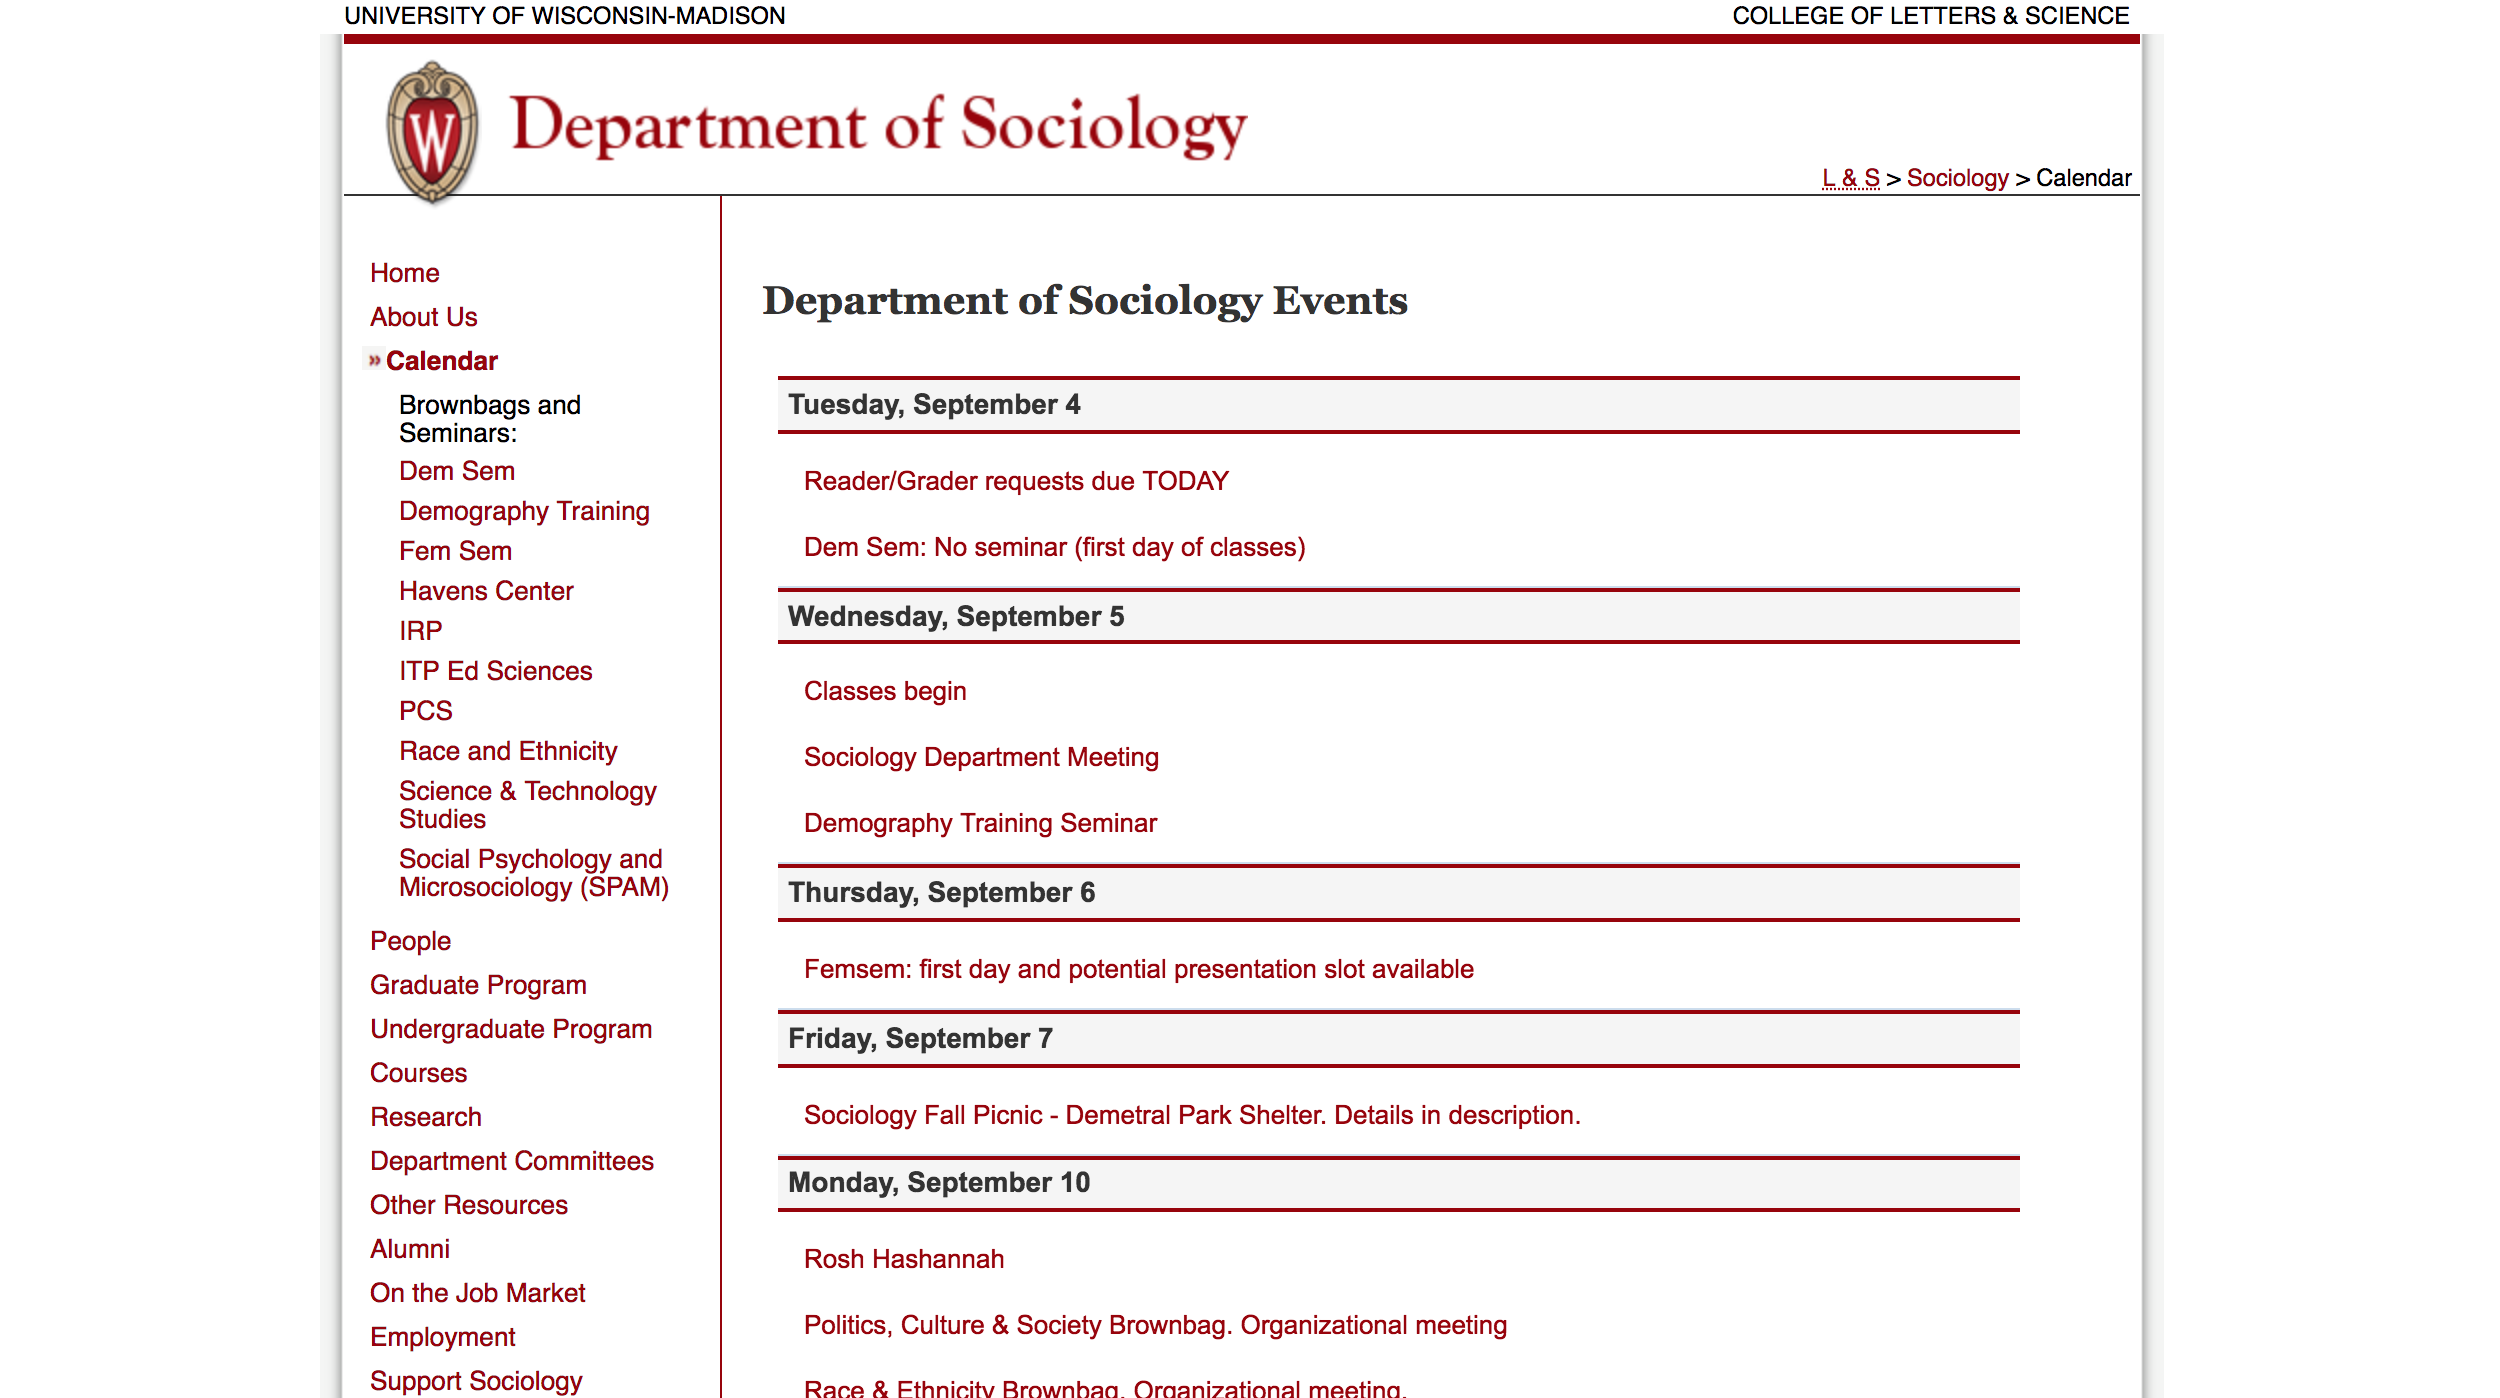 UNIVERSITY OF WISCONSIN-MADISON
COLLEGE OF LETTERS & SCIENCE
W
Department of Sociology
L & S > Sociology > Calendar
Home
About Us
» Calendar
Brownbags and
Seminars:
Dem Sem
Demography Training
Fem Sem
Havens Center
IRP
ITP Ed Sciences
PCS
Race and Ethnicity
Science & Technology
Studies
Social Psychology and
Microsociology (SPAM)
People
Graduate Program
Undergraduate Program
Courses
Research
Department Committees
Other Resources
Alumni
On the Job Market
Employment
Support Sociology
Department of Sociology Events
Tuesday, September 4
Reader/Grader requests due TODAY
Dem Sem: No seminar (first day of classes)
Wednesday, September 5
Classes begin
Sociology Department Meeting
Demography Training Seminar
Thursday, September 6
Femsem: first day and potential presentation slot available
Friday, September 7
Sociology Fall Picnic - Demetral Park Shelter. Details in description.
Monday, September 10
Rosh Hashannah
Politics, Culture & Society Brownbag. Organizational meeting
Race & Ethnicity Brownbag. Organizational meeting.